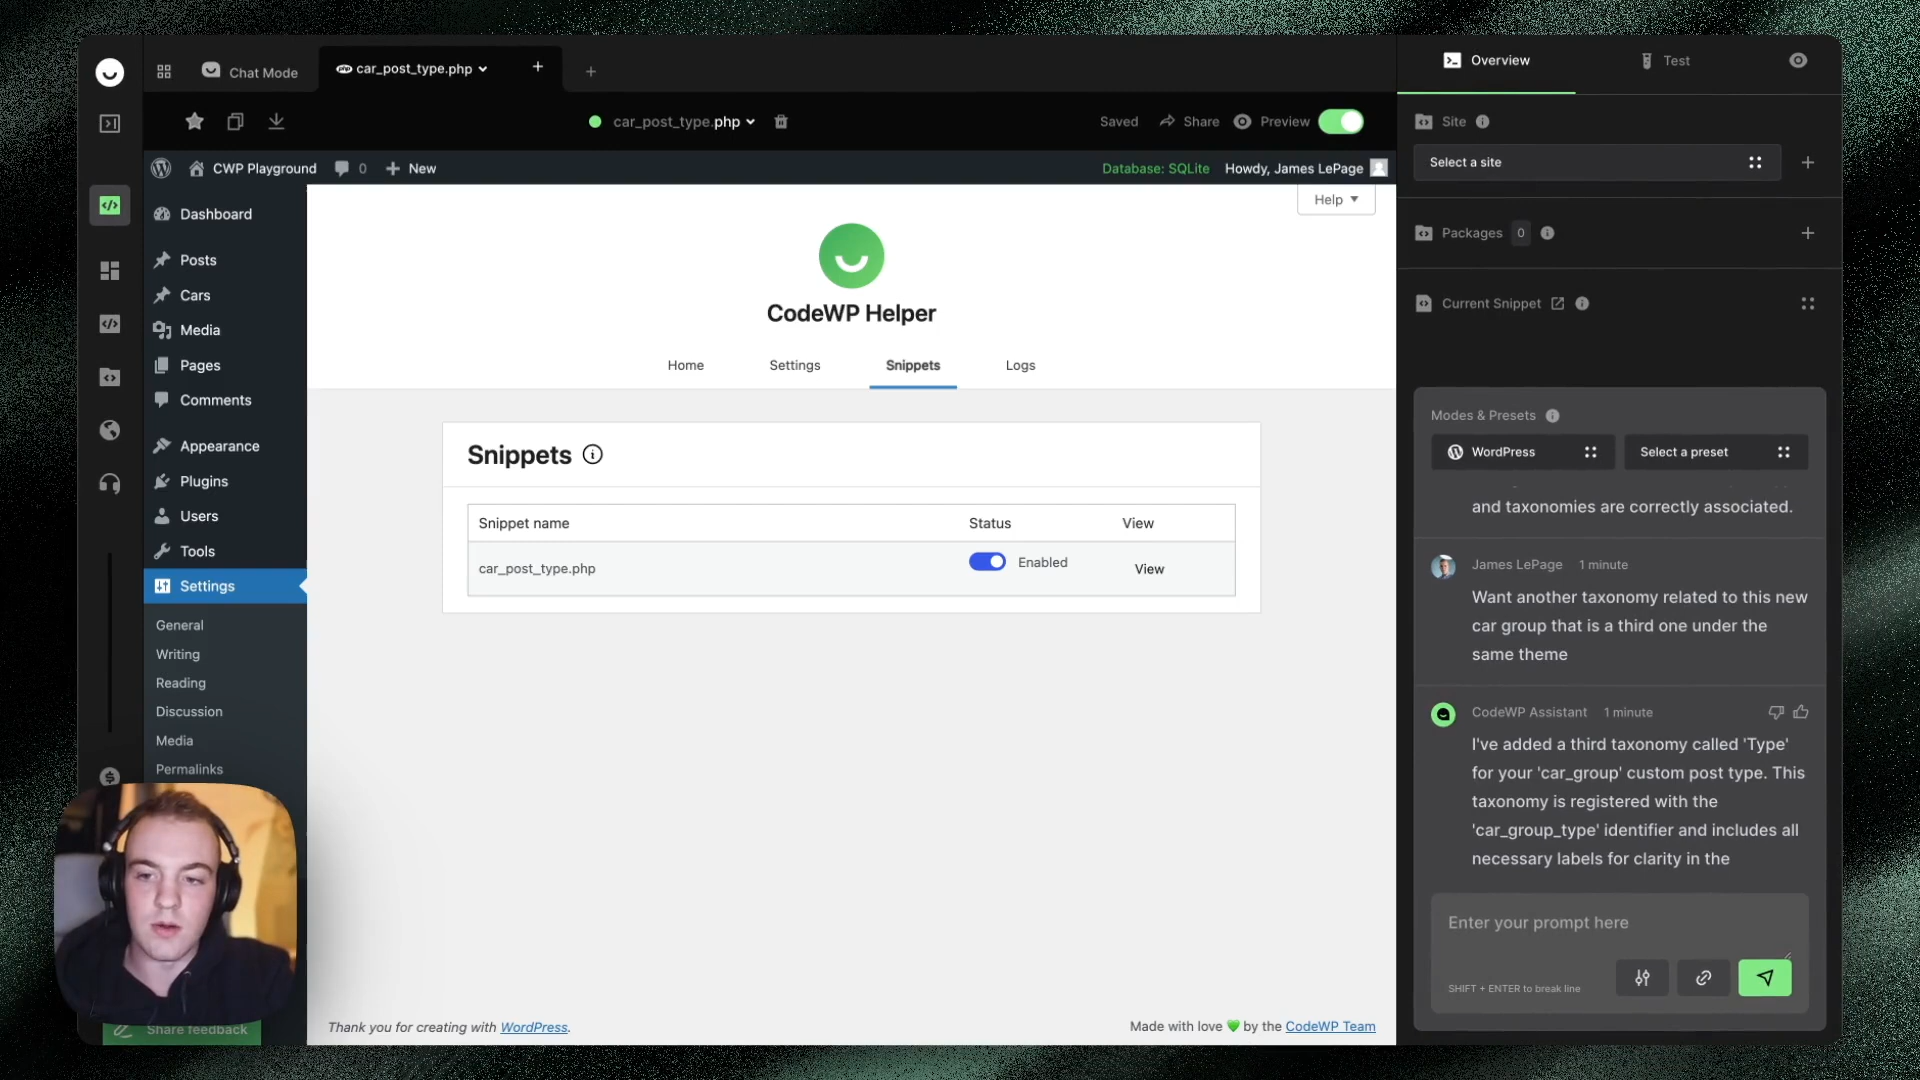 Chat Mode
car_post_type.php
Overview
Test
car_post_type.php
Saved
Share
Preview
Site
Select a site
CWP Playground
0
New
Database: SQLite
Howdy, James LePage
Help
Packages
0
Current Snippet
Dashboard
Posts
Cars
Media
Pages
Comments
Appearance
Plugins
Users
Tools
Settings
General
Writing
Reading
Discussion
Media
Permalinks
Share feedback
CodeWP Helper
Home
Settings
Snippets
Logs
Snippets
Snippet name
Status
View
car_post_type.php
Enabled
View
Thank you for creating with WordPress.
Made with love 💚 by the CodeWP Team
Modes & Presets
WordPress
Select a preset
and taxonomies are correctly associated.
James LePage
1 minute
Want another taxonomy related to this new
car group that is a third one under the
same theme
CodeWP Assistant
1 minute
I've added a third taxonomy called 'Type'
for your 'car_group' custom post type. This
taxonomy is registered with the
'car_group_type' identifier and includes all
necessary labels for clarity in the
Enter your prompt here
SHIFT + ENTER to break line